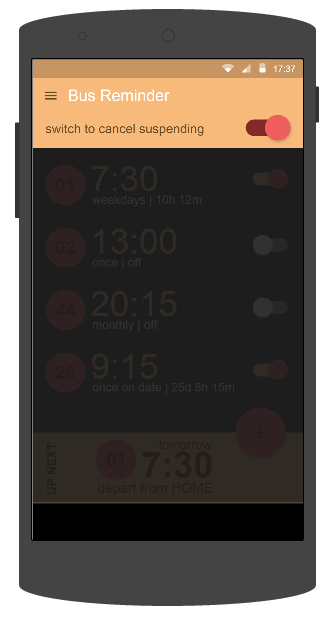 17:37
Bus Reminder
switch to cancel suspending
01 7:30
weekdays | 10h 12m
02 13:00
once | off
44 20:15
monthly | off
26 9:15
once on date | 25d 8h 15m
+
UP NEXT
tomorrow
01 7:30
depart from HOME